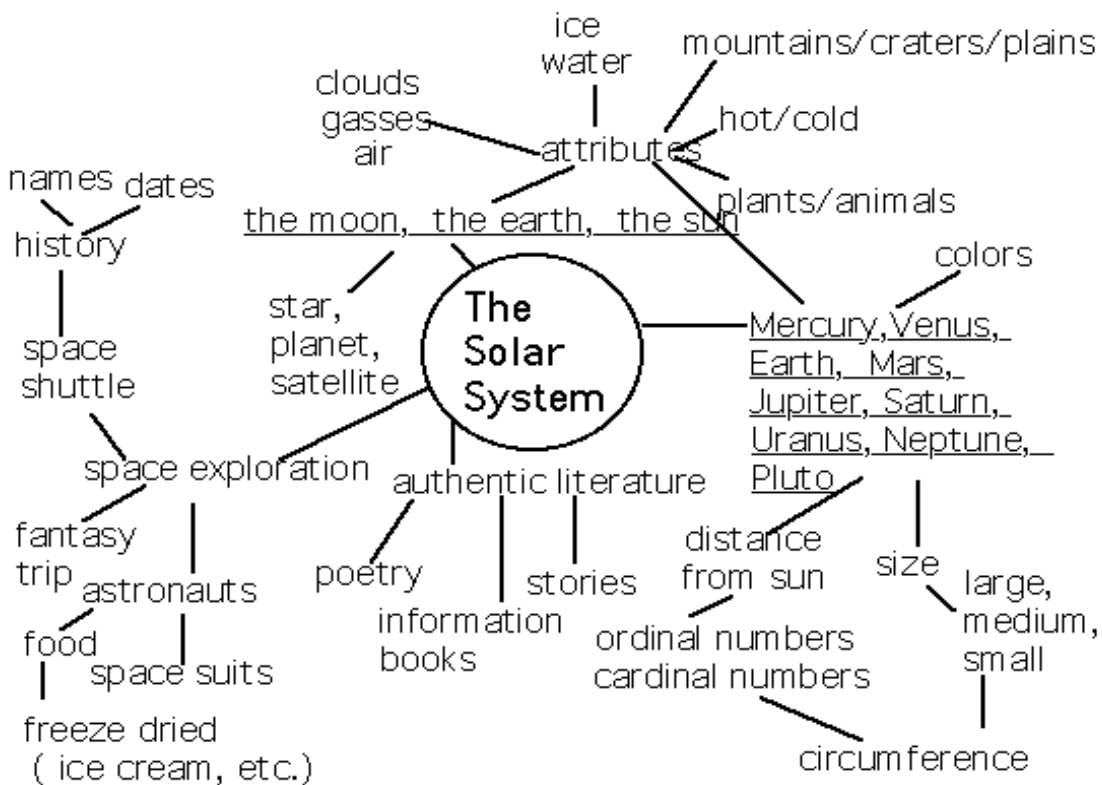 ice
water
mountains/craters/plains
clouds
gasses
air
hot/cold
attributes
plants/animals
names
dates
history
the moon, the earth, the sun
colors
star,
planet,
satellite
The
Solar
System
Mercury, Venus,
Earth, Mars,
Jupiter, Saturn,
Uranus, Neptune,
Pluto
space
shuttle
space exploration
authentic literature
fantasy
trip
astronauts
poetry
stories
information
books
distance
from sun
size
large,
medium,
small
food
space suits
ordinal numbers
cardinal numbers
freeze dried
( ice cream, etc.)
circumference